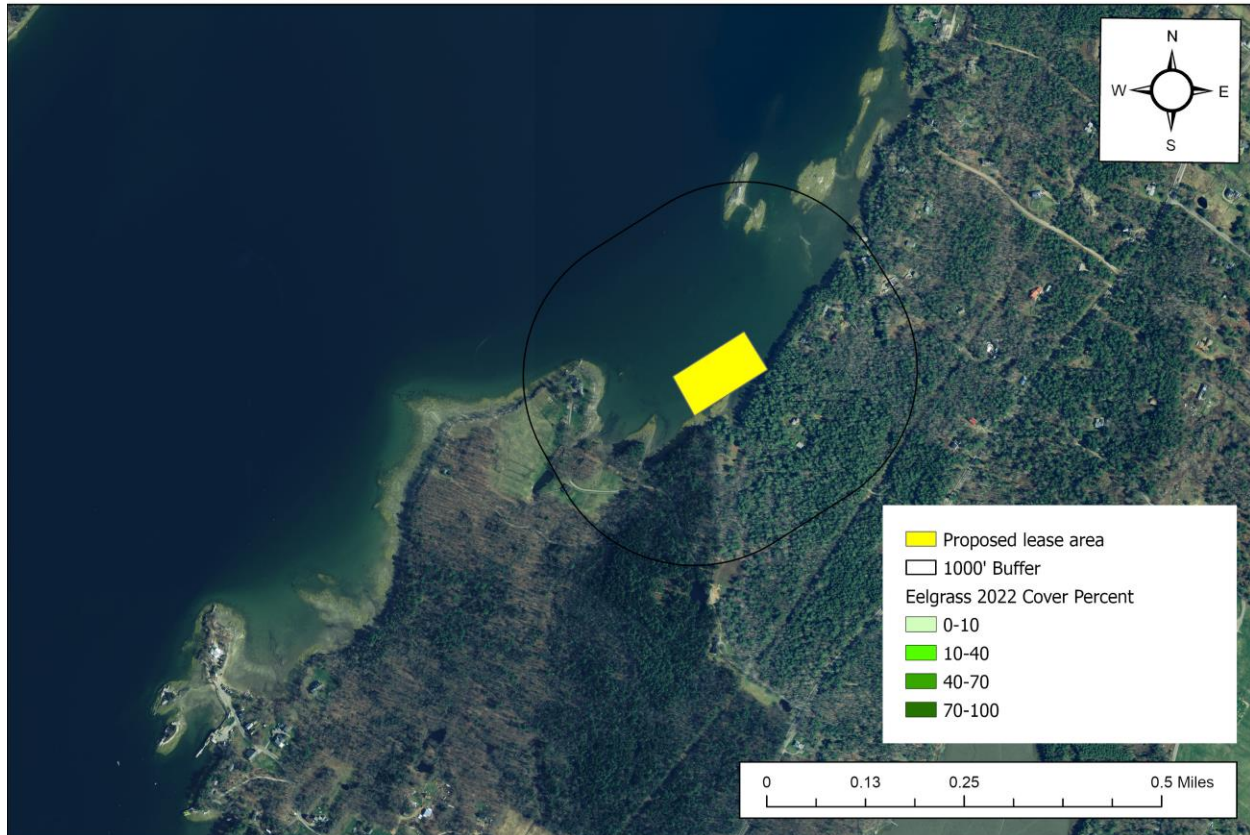 N
W E
S
Proposed lease area
1000' Buffer
Eelgrass 2022 Cover Percent
0-10
10-40
40-70
70-100
0 0.13 0.25 0.5 Miles